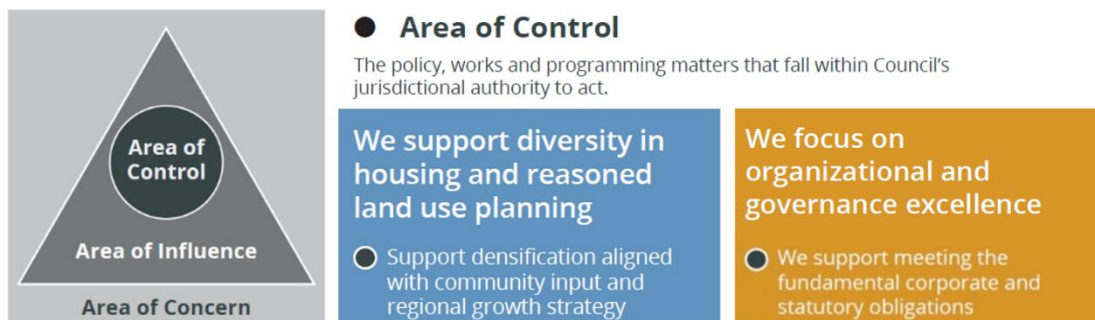 Area of
Control
Area of Influence
Area of Concern
Area of Control
The policy, works and programming matters that fall within Council's
jurisdictional authority to act.
We support diversity in
housing and reasoned
land use planning
Support densification aligned
with community input and
regional growth strategy
We focus on
organizational and
governance excellence
We support meeting the
fundamental corporate and
statutory obligations